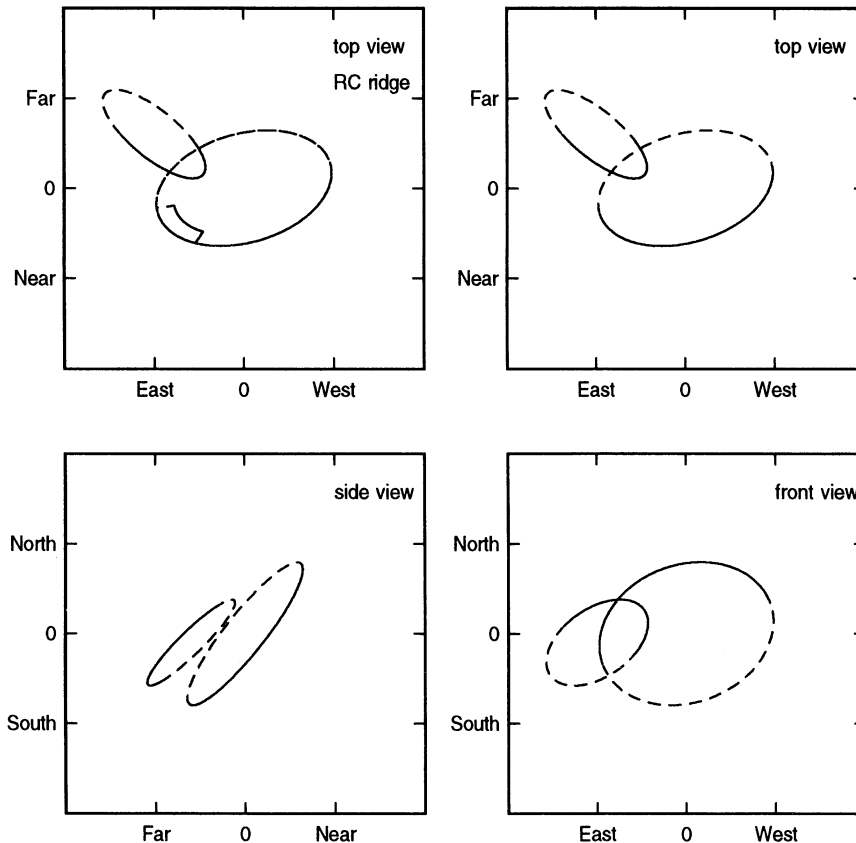 top view
RC ridge
Far
0
Near
East 0 West
top view
Far
0
Near
East 0 West
side view
North
0
South
Far 0 Near
front view
North
0
South
East 0 West